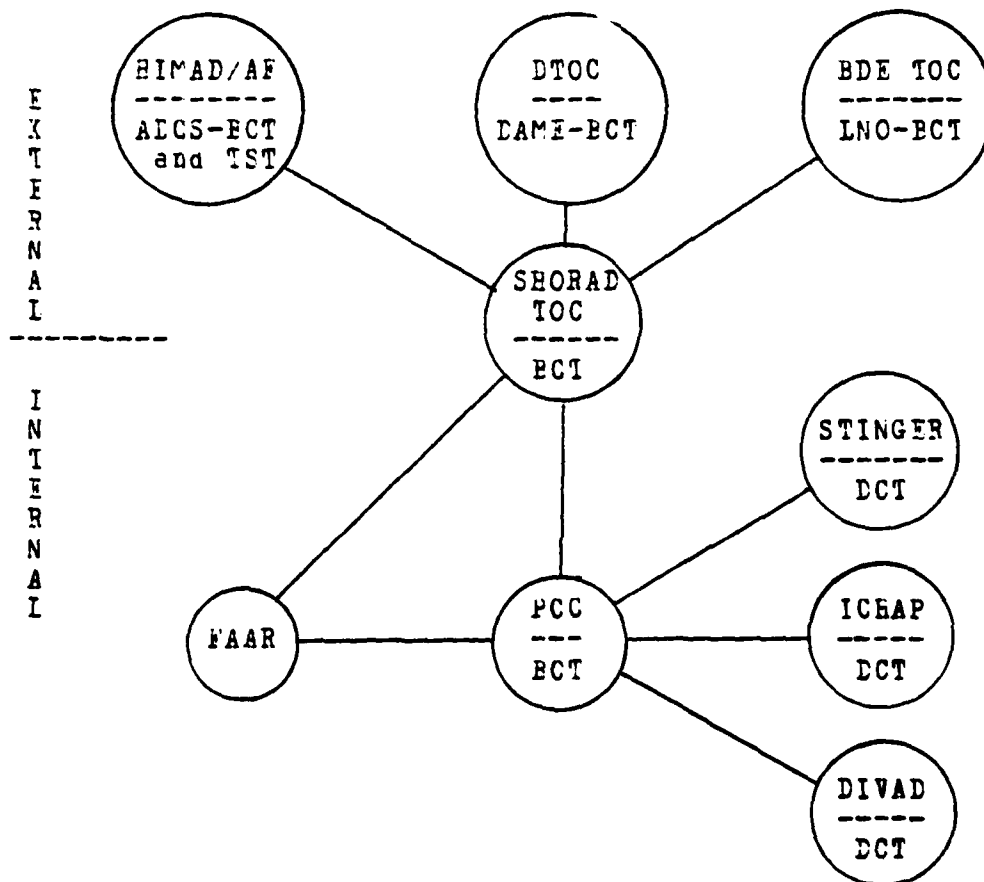 EXTERNAL
HIMAD/AF
--------
ADCS-BCT
and TST
DTOC
----
DAME-BCT
BDE TOC
-------
LNO-BCT
SHORAD
TOC
------
BCT
---------
INTERNAL
STINGER
-------
DCT
FAAR
PCC
---
BCT
ICHAP
-----
DCT
DIVAD
-----
DCT